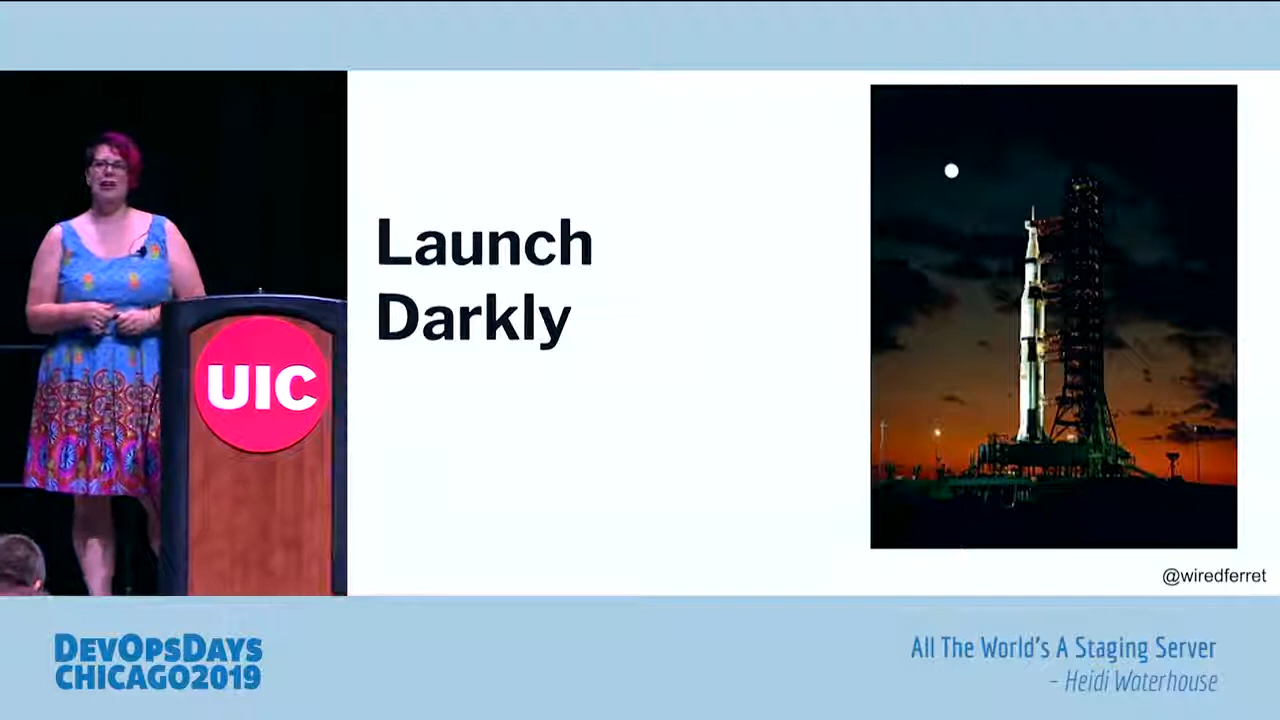 Launch
Darkly
UIC
@wiredferret
DEVOPSDAYS
CHICAGO2019
All The World's A Staging Server
- Heidi Waterhouse